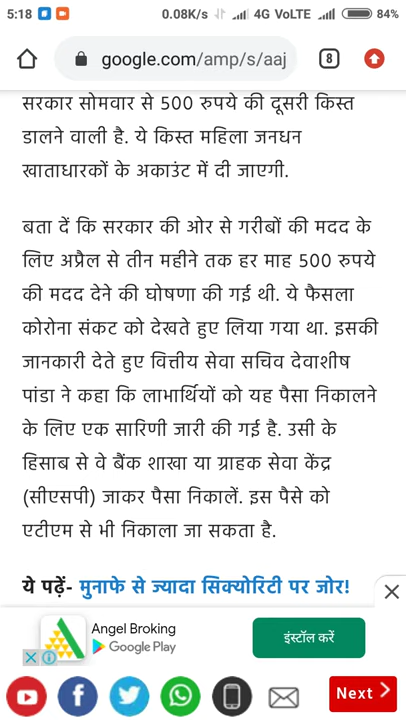 5:18 0.08K/s 4G VoLTE 84%
google.com/amp/s/aaj 8
सरकार सोमवार से 500 रुपये की दूसरी किस्त
डालने वाली है. ये किस्त महिला जनधन
खाताधारकों के अकाउंट में दी जाएगी.
बता दें कि सरकार की ओर से गरीबों की मदद के
लिए अप्रैल से तीन महीने तक हर माह 500 रुपये
की मदद देने की घोषणा की गई थी. ये फैसला
कोरोना संकट को देखते हुए लिया गया था. इसकी
जानकारी देते हुए वित्तीय सेवा सचिव देवाशीष
पांडा ने कहा कि लाभार्थियों को यह पैसा निकालने
के लिए एक सारिणी जारी की गई है. उसी के
हिसाब से वे बैंक शाखा या ग्राहक सेवा केंद्र
(सीएसपी) जाकर पैसा निकालें. इस पैसे को
एटीएम से भी निकाला जा सकता है.
ये पढ़ें- मुनाफे से ज्यादा सिक्योरिटी पर जोर!
Angel Broking
Google Play
इंस्टॉल करें
Next